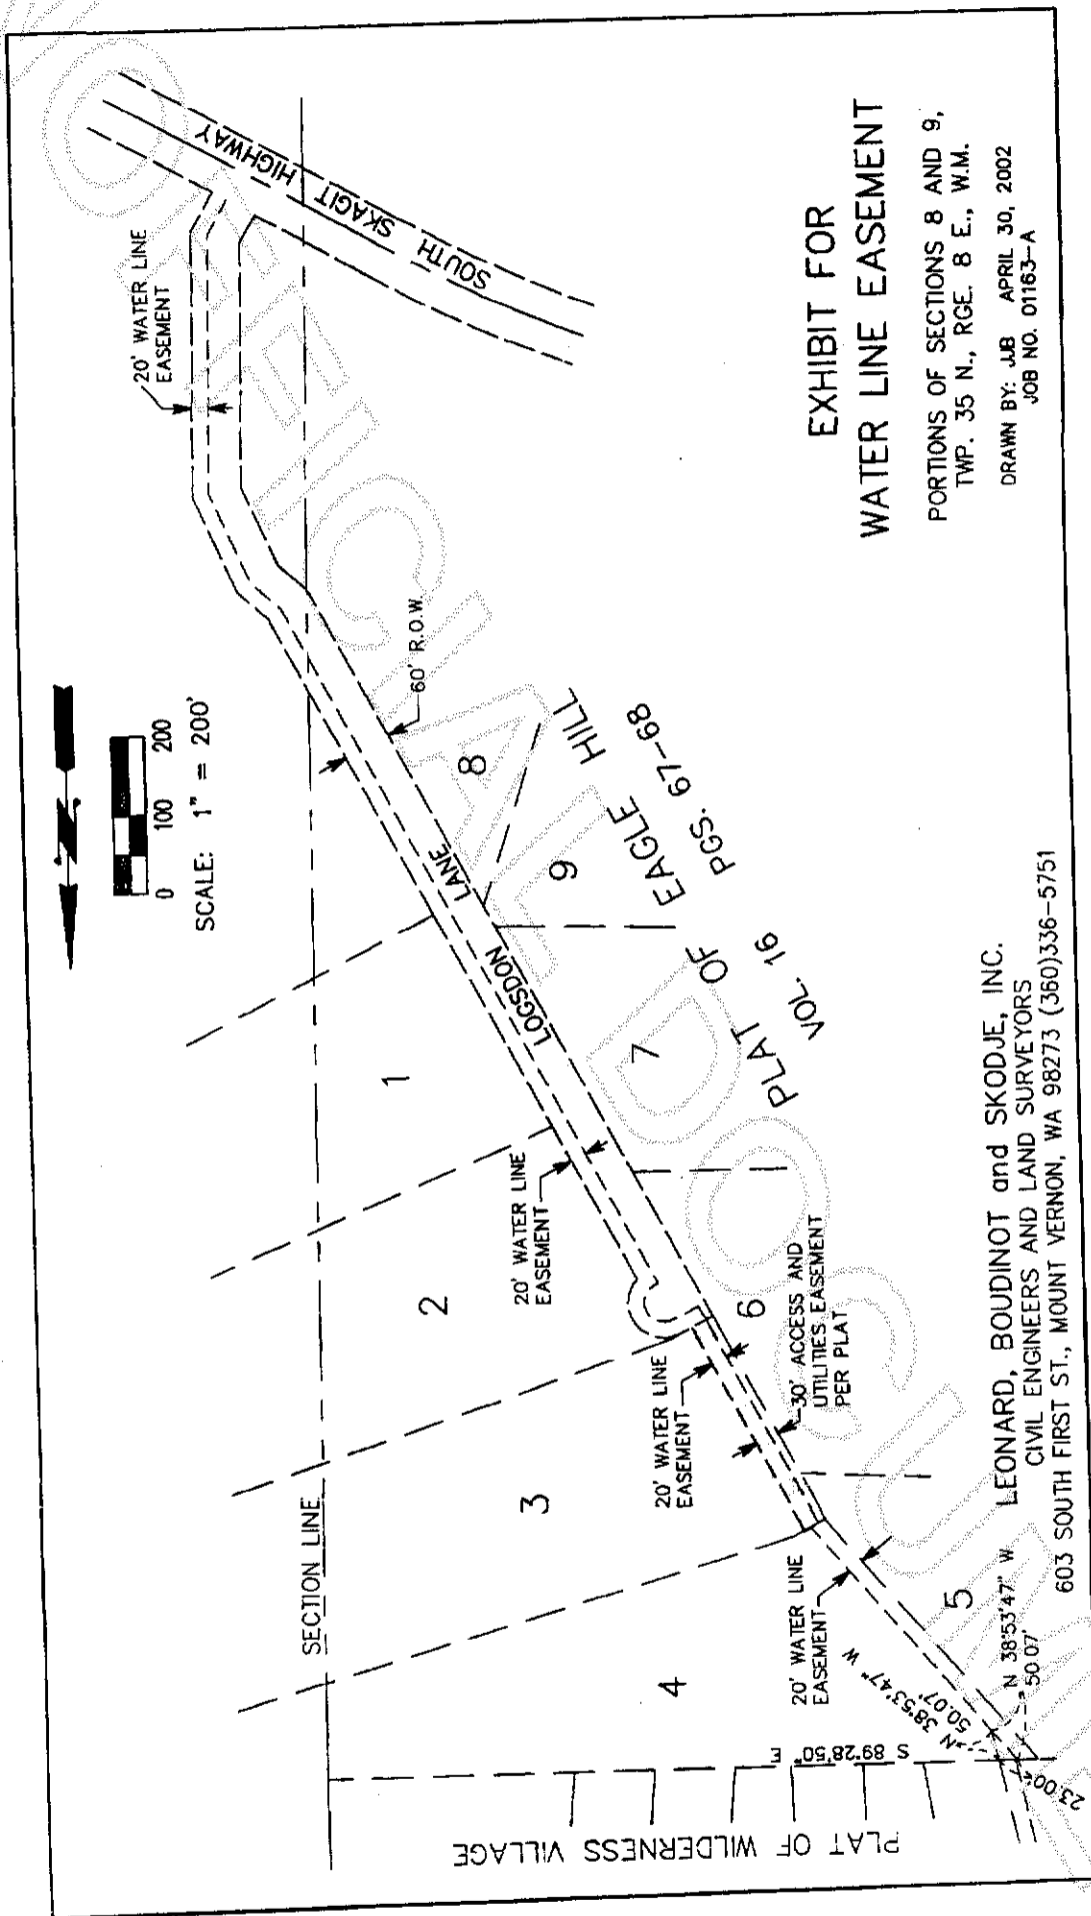 20' WATER LINE
EASEMENT
SOUTH SKAGIT HIGHWAY
0 100 200
SCALE: 1" = 200'
60' R.O.W.
LOGSDON LANE
SECTION LINE
1
2
3
4
5
6
7
8
9
20' WATER LINE
EASEMENT
20' WATER LINE
EASEMENT
30' ACCESS AND
UTILITIES EASEMENT
PER PLAT
20' WATER LINE
EASEMENT
PLAT OF EAGLE HILL
VOL. 16 PGS. 67-68
PLAT OF WILDERNESS VILLAGE
S 89°28'50" E
N 38°53'47" W
50.07'
N 38°53'47" W
50.07'
23.00'
EXHIBIT FOR
WATER LINE EASEMENT
PORTIONS OF SECTIONS 8 AND 9,
TWP. 35 N., RGE. 8 E., W.M.
DRAWN BY: JJB APRIL 30, 2002
JOB NO. 01163-A
LEONARD, BOUDINOT and SKODJE, INC.
CIVIL ENGINEERS AND LAND SURVEYORS
603 SOUTH FIRST ST., MOUNT VERNON, WA 98273 (360)336-5751